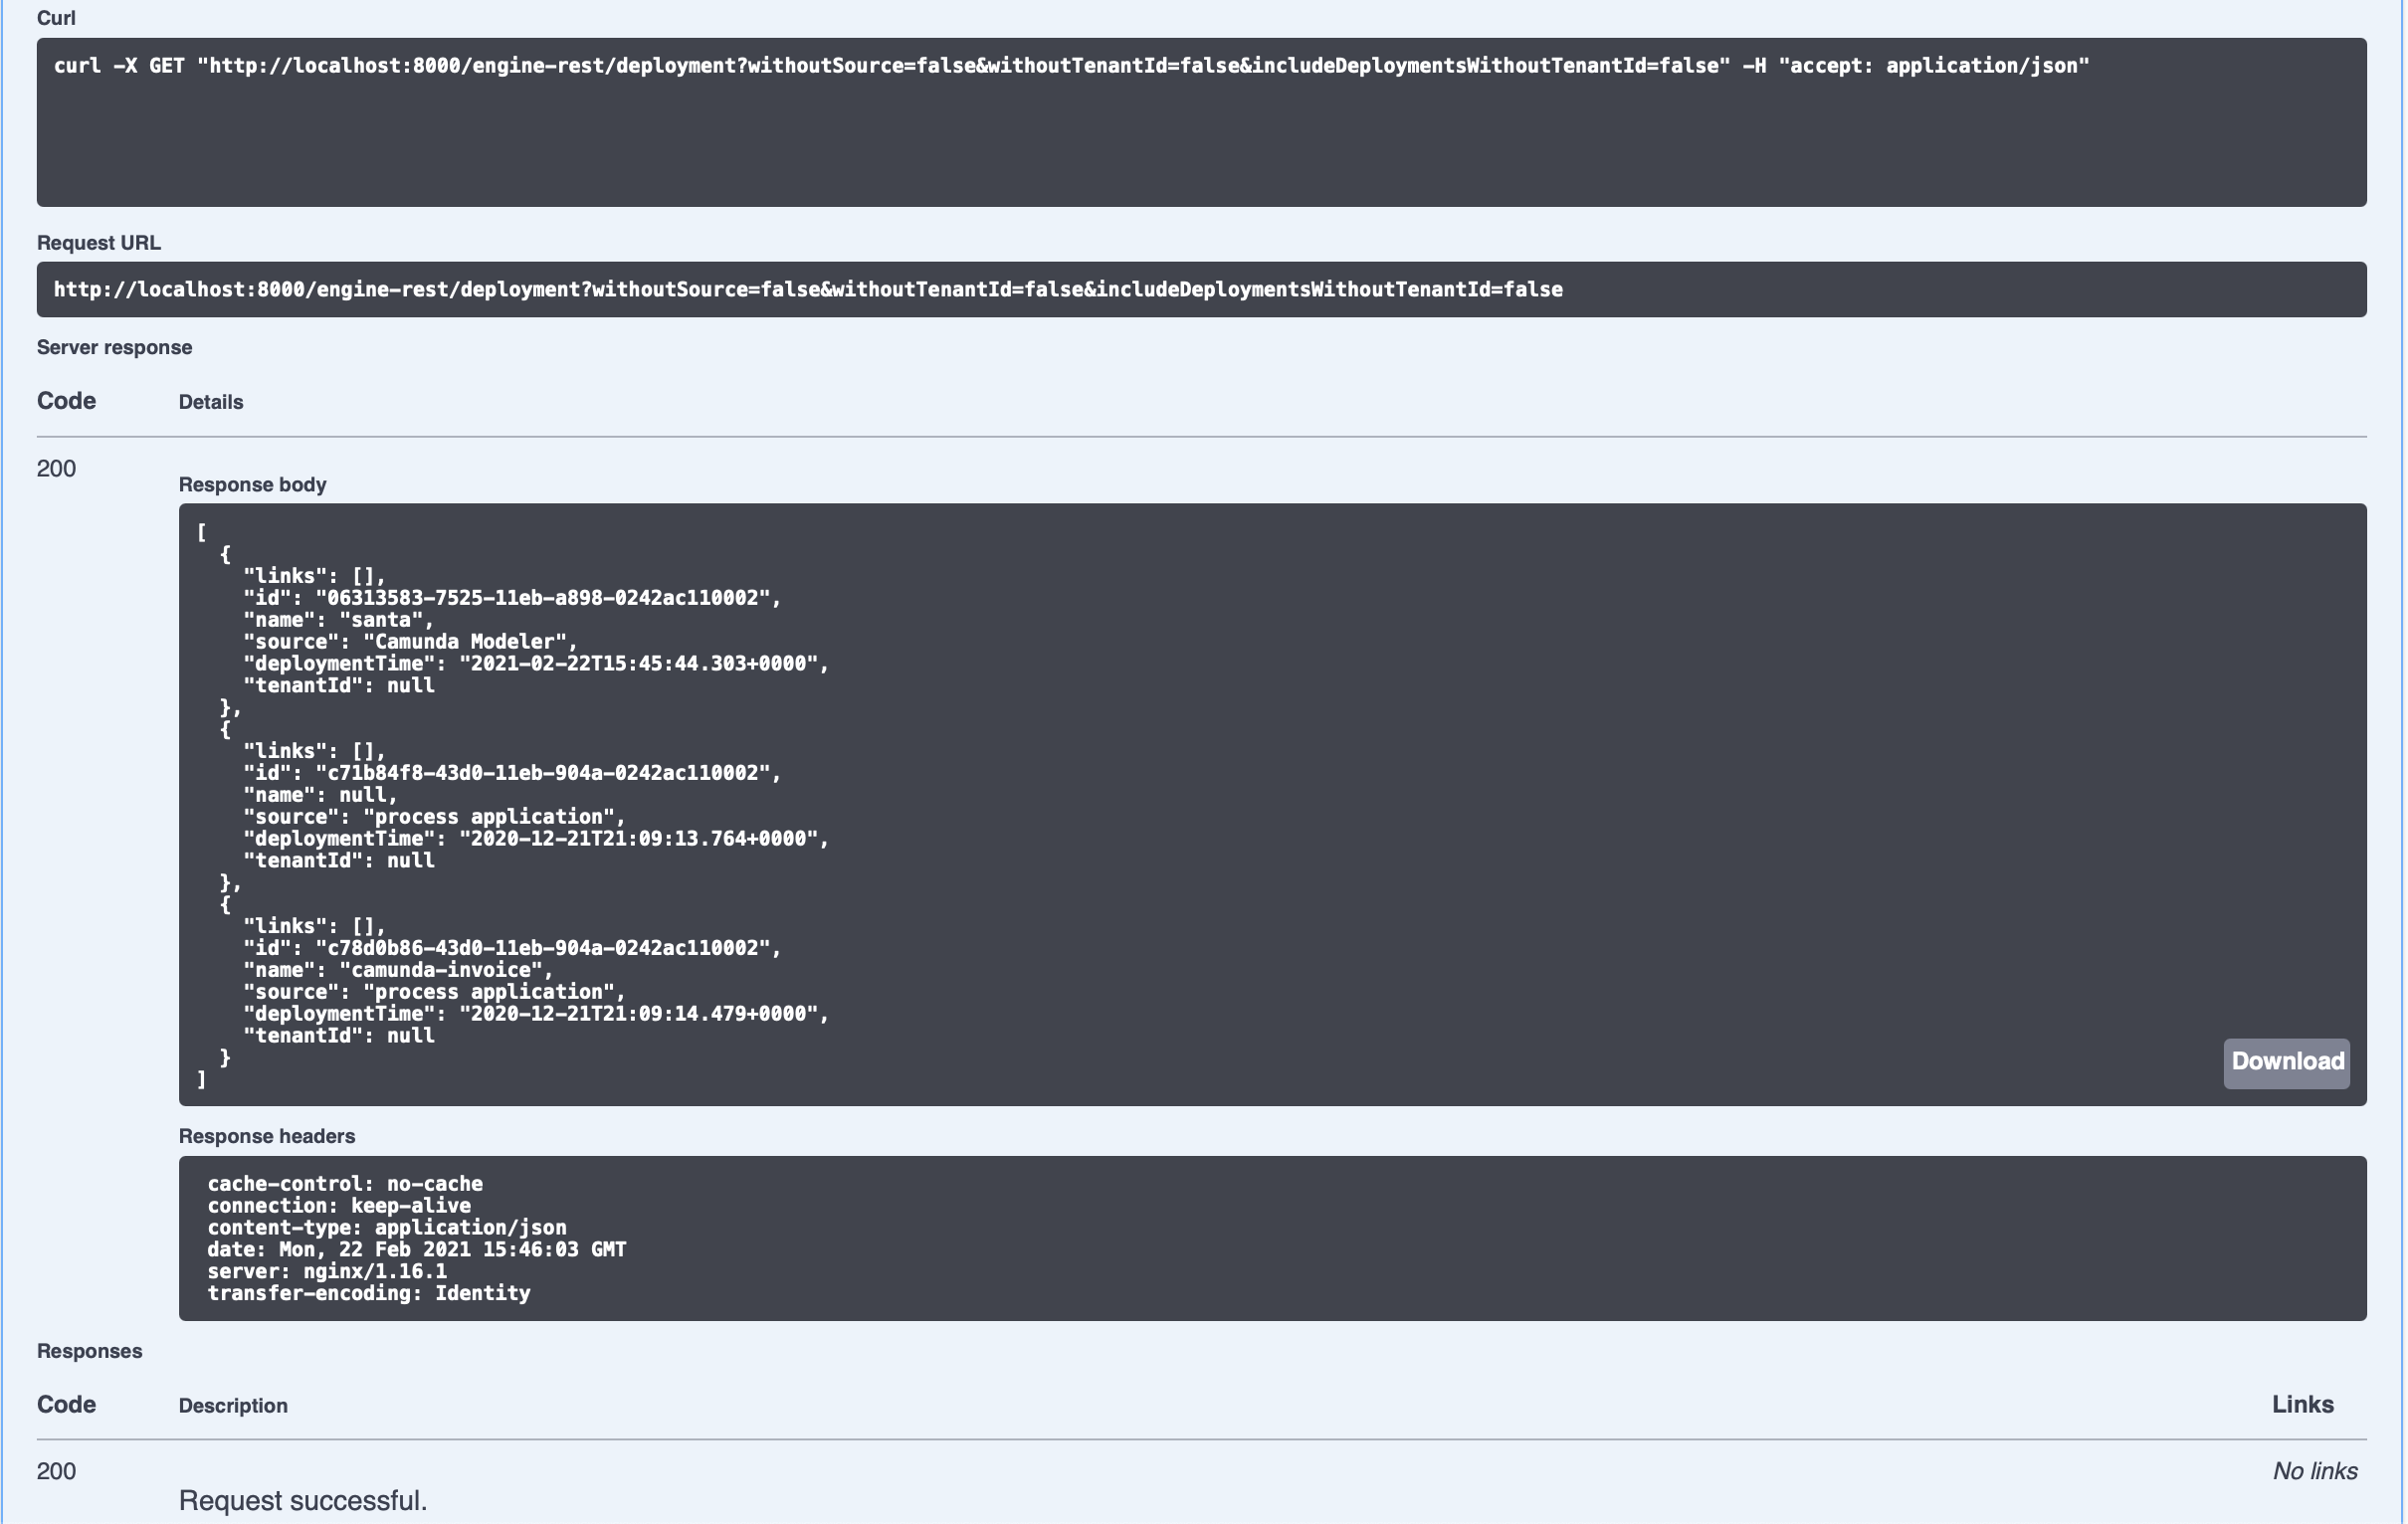 Curl
curl -X GET "http://localhost:8000/engine-rest/deployment?withoutSource=false&withoutTenantId=false&includeDeploymentsWithoutTenantId=false" -H "accept: application/json"
Request URL
http://localhost:8000/engine-rest/deployment?withoutSource=false&withoutTenantId=false&includeDeploymentsWithoutTenantId=false
Server response
Code Details
200
Response body
[
  {
    "links": [],
    "id": "06313583-7525-11eb-a898-0242ac110002",
    "name": "santa",
    "source": "Camunda Modeler",
    "deploymentTime": "2021-02-22T15:45:44.303+0000",
    "tenantId": null
  },
  {
    "links": [],
    "id": "c71b84f8-43d0-11eb-904a-0242ac110002",
    "name": null,
    "source": "process application",
    "deploymentTime": "2020-12-21T21:09:13.764+0000",
    "tenantId": null
  },
  {
    "links": [],
    "id": "c78d0b86-43d0-11eb-904a-0242ac110002",
    "name": "camunda-invoice",
    "source": "process application",
    "deploymentTime": "2020-12-21T21:09:14.479+0000",
    "tenantId": null
  }
]
Download
Response headers
cache-control: no-cache
connection: keep-alive
content-type: application/json
date: Mon, 22 Feb 2021 15:46:03 GMT
server: nginx/1.16.1
transfer-encoding: Identity
Responses
Code Description Links
200 No links
Request successful.